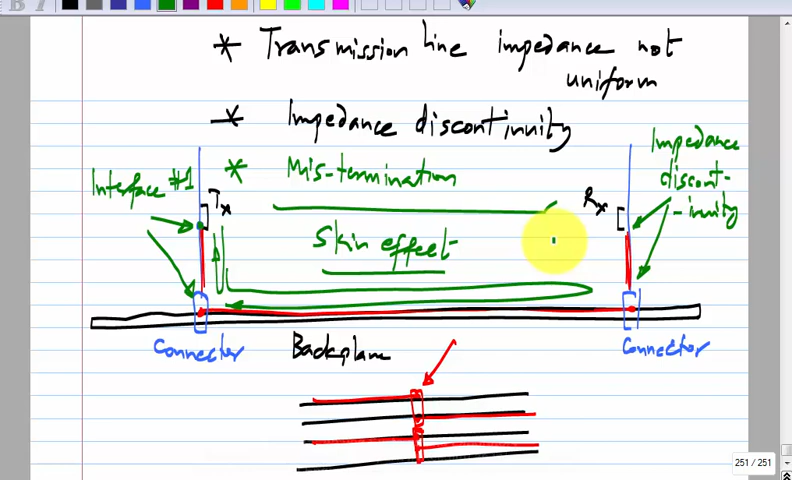 * Transmission line impedance not
uniform
* Impedance discontinuity
* Mis-termination
Impedance
discont-
-inuity
Interface #1
Tx
Rx
Skin effect
Connector
Backplane
Connector
251 / 251